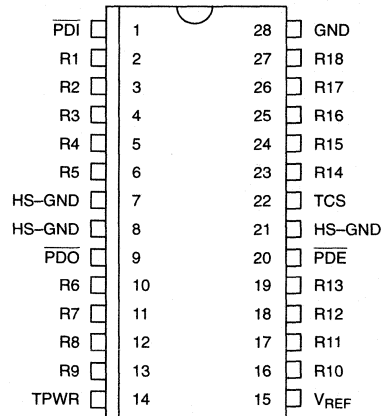 PDI 1 28 GND
R1 2 27 R18
R2 3 26 R17
R3 4 25 R16
R4 5 24 R15
R5 6 23 R14
HS–GND 7 22 TCS
HS–GND 8 21 HS–GND
PDO 9 20 PDE
R6 10 19 R13
R7 11 18 R12
R8 12 17 R11
R9 13 16 R10
TPWR 14 15 VREF